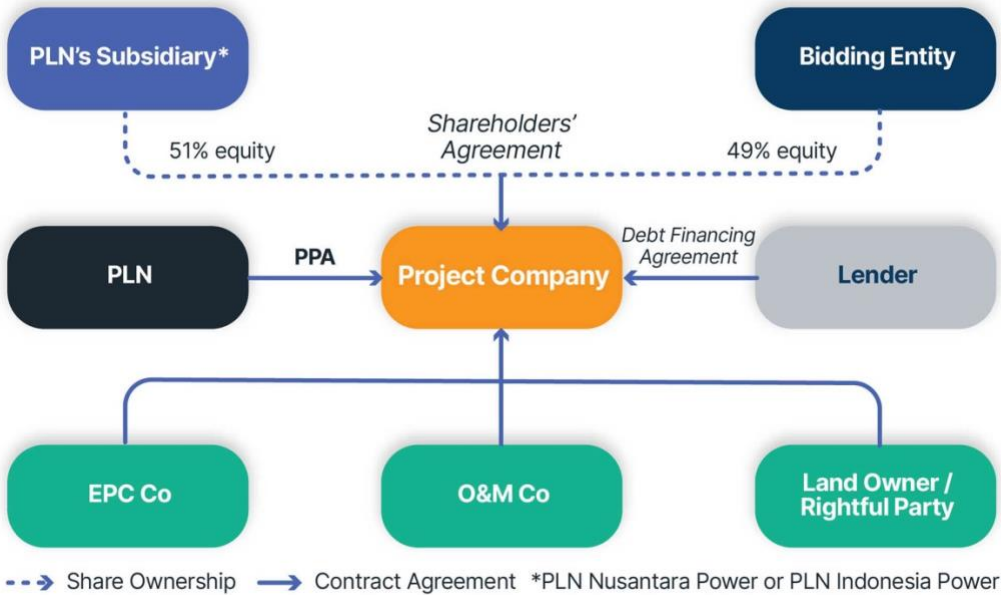 PLN's Subsidiary*
Bidding Entity
Shareholders'
Agreement
51% equity
49% equity
PLN
PPA
Project Company
Debt Financing
Agreement
Lender
EPC Co
O&M Co
Land Owner /
Rightful Party
Share Ownership
Contract Agreement
*PLN Nusantara Power or PLN Indonesia Power